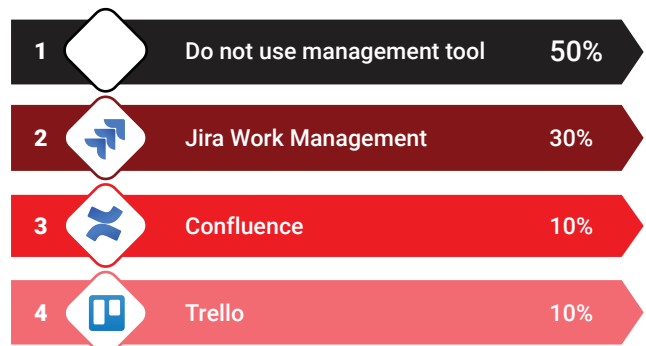 1 Do not use management tool 50%
2 Jira Work Management 30%
3 Confluence 10%
4 Trello 10%